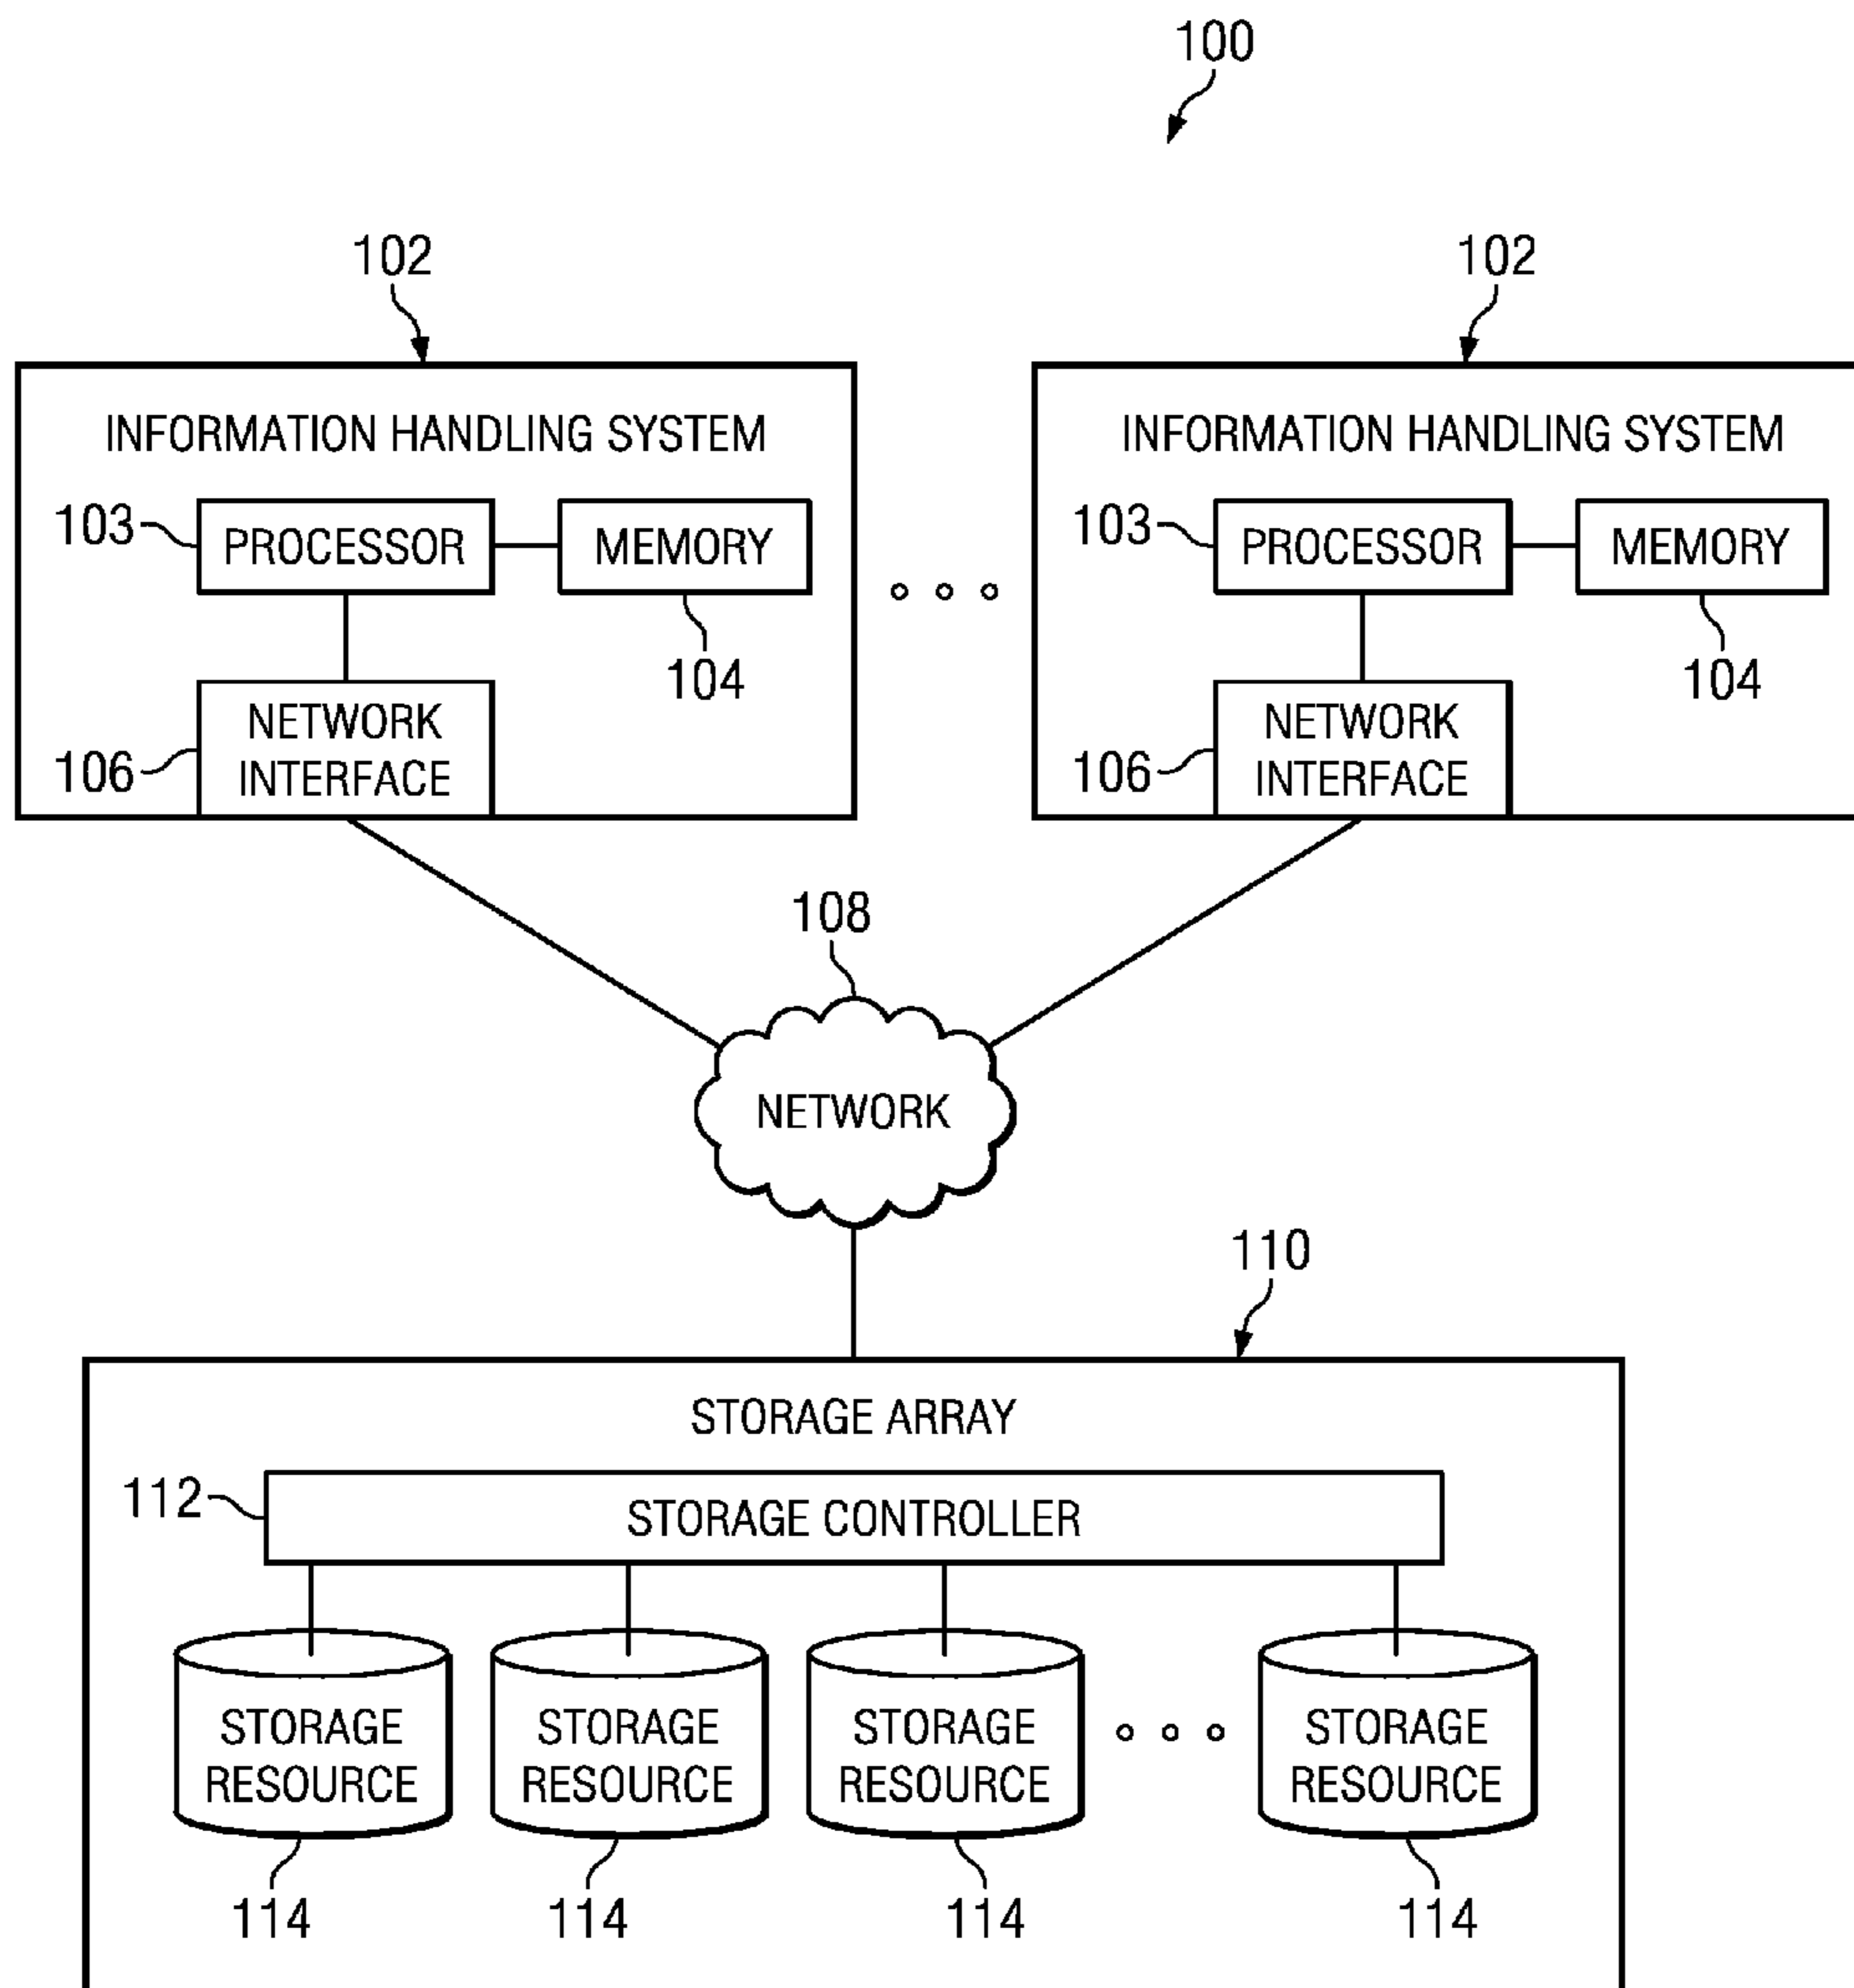 100
102
102
INFORMATION HANDLING SYSTEM
INFORMATION HANDLING SYSTEM
103
PROCESSOR
MEMORY
103
PROCESSOR
MEMORY
104
104
106
NETWORK
INTERFACE
106
NETWORK
INTERFACE
108
NETWORK
110
STORAGE ARRAY
112
STORAGE CONTROLLER
STORAGE
RESOURCE
STORAGE
RESOURCE
STORAGE
RESOURCE
STORAGE
RESOURCE
114
114
114
114